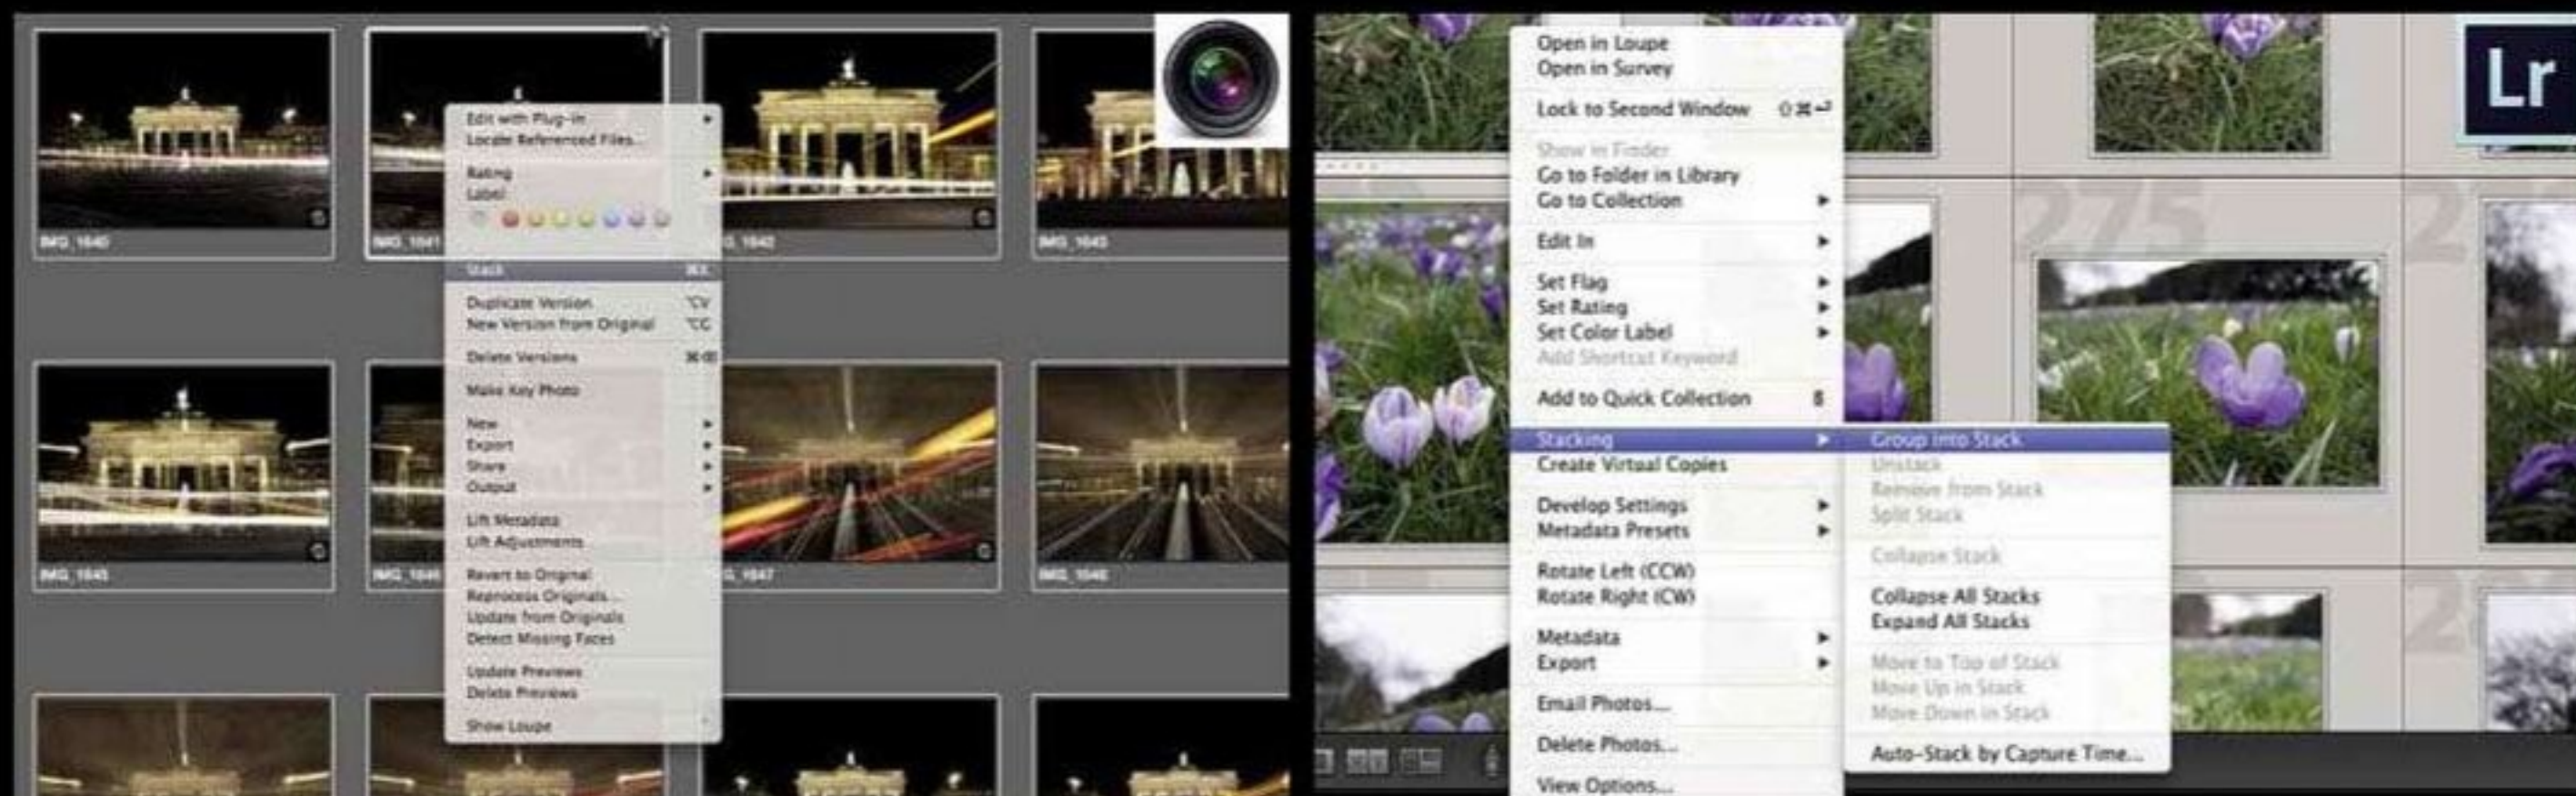 Edit with Plug-in
Locate Referenced Files...
Rating
Label
IMG_1640
IMG_1641
IMG_1643
Stack ⌘K
Duplicate Version ⌥V
New Version from Original ⌥G
Delete Versions
Make Key Photo
New
Export
Share
Output
Lift Metadata
Lift Adjustments
IMG_1645
IMG_1646
Revert to Original
Reprocess Originals...
Update from Originals
Detect Missing Faces
Update Previews
Delete Previews
Show Loupe
Open in Loupe
Open in Survey
Lock to Second Window ⇧⌘↩
Show in Finder
Go to Folder in Library
Go to Collection
Edit In
Set Flag
Set Rating
Set Color Label
Add Shortcut Keyword
Add to Quick Collection
Stacking
Create Virtual Copies
Develop Settings
Metadata Presets
Rotate Left (CCW)
Rotate Right (CW)
Metadata
Export
Email Photos...
Delete Photos...
View Options...
Group into Stack
Unstack
Remove from Stack
Split Stack
Collapse Stack
Collapse All Stacks
Expand All Stacks
Move to Top of Stack
Move Up in Stack
Move Down in Stack
Auto-Stack by Capture Time...
275
Lr